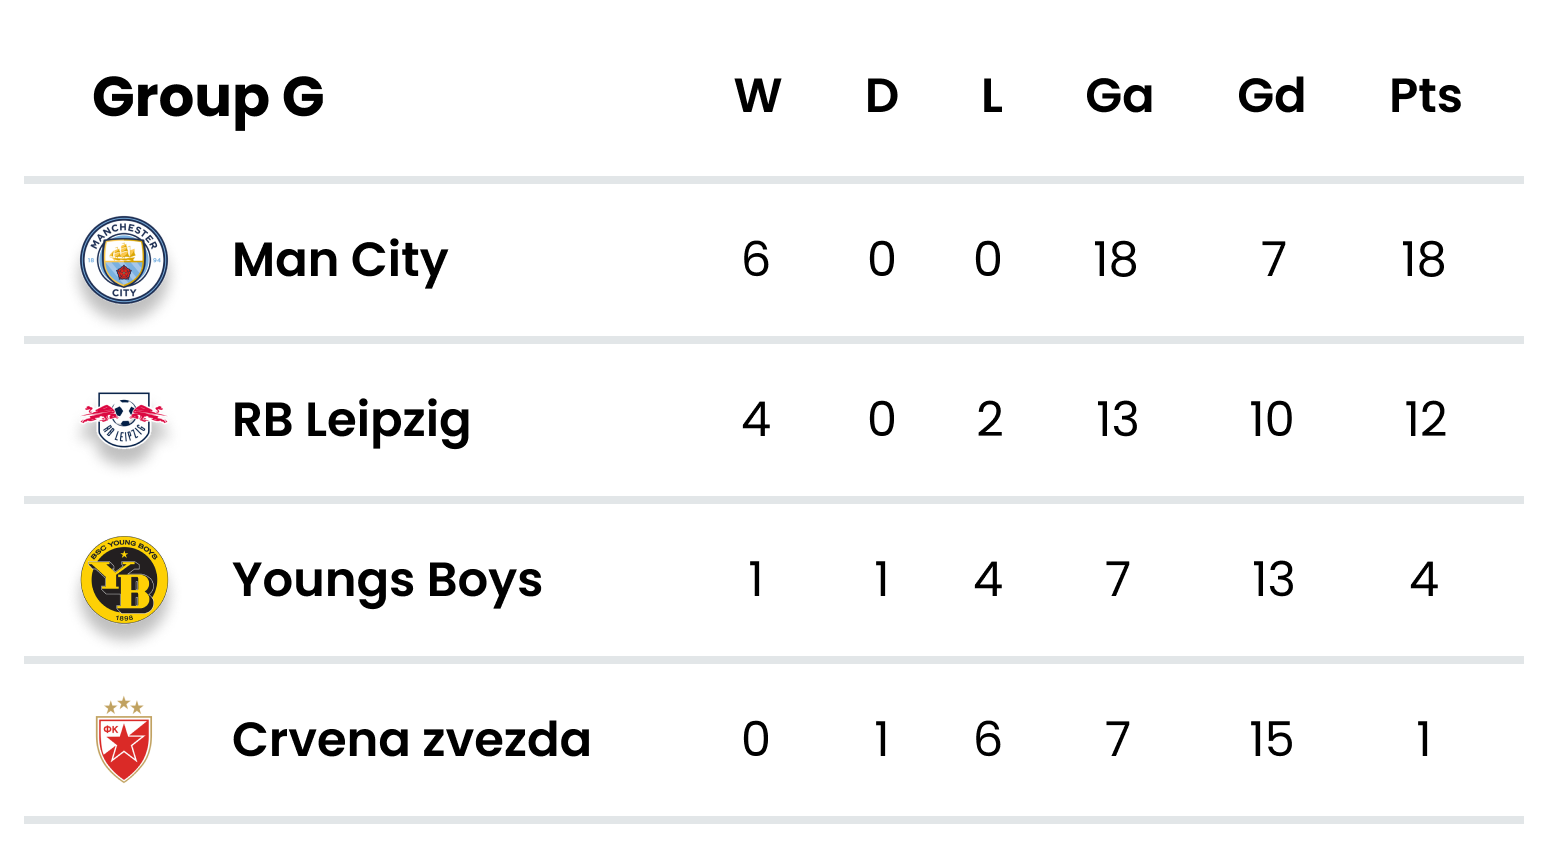 Group G W D L Ga Gd Pts
MANCHESTER
18 94
CITY
Man City 6 0 0 18 7 18
RB LEIPZIG
RB Leipzig 4 0 2 13 10 12
BSC YOUNG BOYS
YB
1898
Youngs Boys 1 1 4 7 13 4
ФК
Crvena zvezda 0 1 6 7 15 1